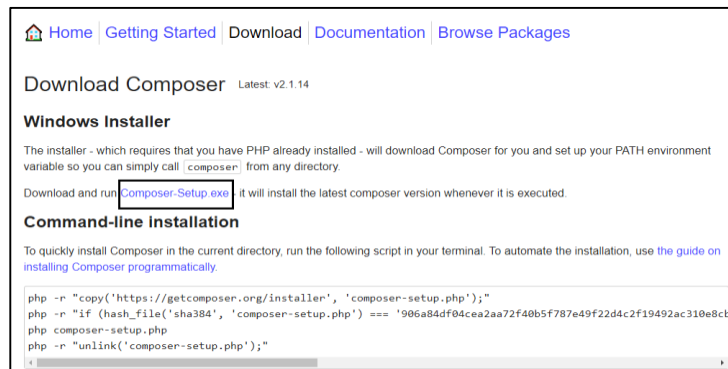 Home Getting Started Download Documentation Browse Packages
Download Composer Latest: v2.1.14
Windows Installer
The installer - which requires that you have PHP already installed - will download Composer for you and set up your PATH environment
variable so you can simply call composer from any directory.
Download and run Composer-Setup.exe - it will install the latest composer version whenever it is executed.
Command-line installation
To quickly install Composer in the current directory, run the following script in your terminal. To automate the installation, use the guide on
installing Composer programmatically.
php -r "copy('https://getcomposer.org/installer', 'composer-setup.php');"
php -r "if (hash_file('sha384', 'composer-setup.php') === '906a84df04cea2aa72f40b5f787e49f22d4c2f19492ac310e8cb
php composer-setup.php
php -r "unlink('composer-setup.php');"